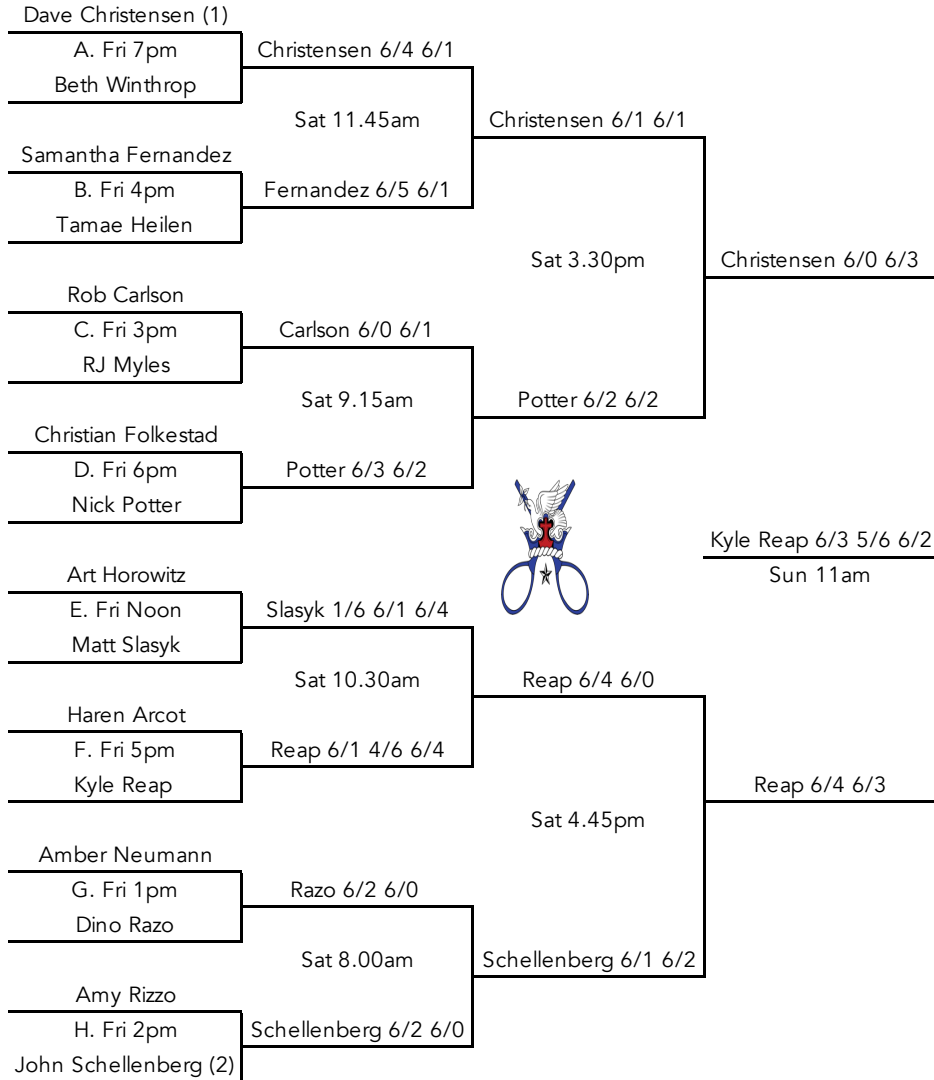 Dave Christensen (1)
A. Fri 7pm
Christensen 6/4 6/1
Beth Winthrop
Sat 11.45am
Christensen 6/1 6/1
Samantha Fernandez
B. Fri 4pm
Fernandez 6/5 6/1
Tamae Heilen
Sat 3.30pm
Christensen 6/0 6/3
Rob Carlson
C. Fri 3pm
Carlson 6/0 6/1
RJ Myles
Sat 9.15am
Potter 6/2 6/2
Christian Folkestad
D. Fri 6pm
Potter 6/3 6/2
Nick Potter
Kyle Reap 6/3 5/6 6/2
Sun 11am
Art Horowitz
E. Fri Noon
Slasyk 1/6 6/1 6/4
Matt Slasyk
Sat 10.30am
Reap 6/4 6/0
Haren Arcot
F. Fri 5pm
Reap 6/1 4/6 6/4
Kyle Reap
Reap 6/4 6/3
Sat 4.45pm
Amber Neumann
G. Fri 1pm
Razo 6/2 6/0
Dino Razo
Sat 8.00am
Schellenberg 6/1 6/2
Amy Rizzo
H. Fri 2pm
Schellenberg 6/2 6/0
John Schellenberg (2)